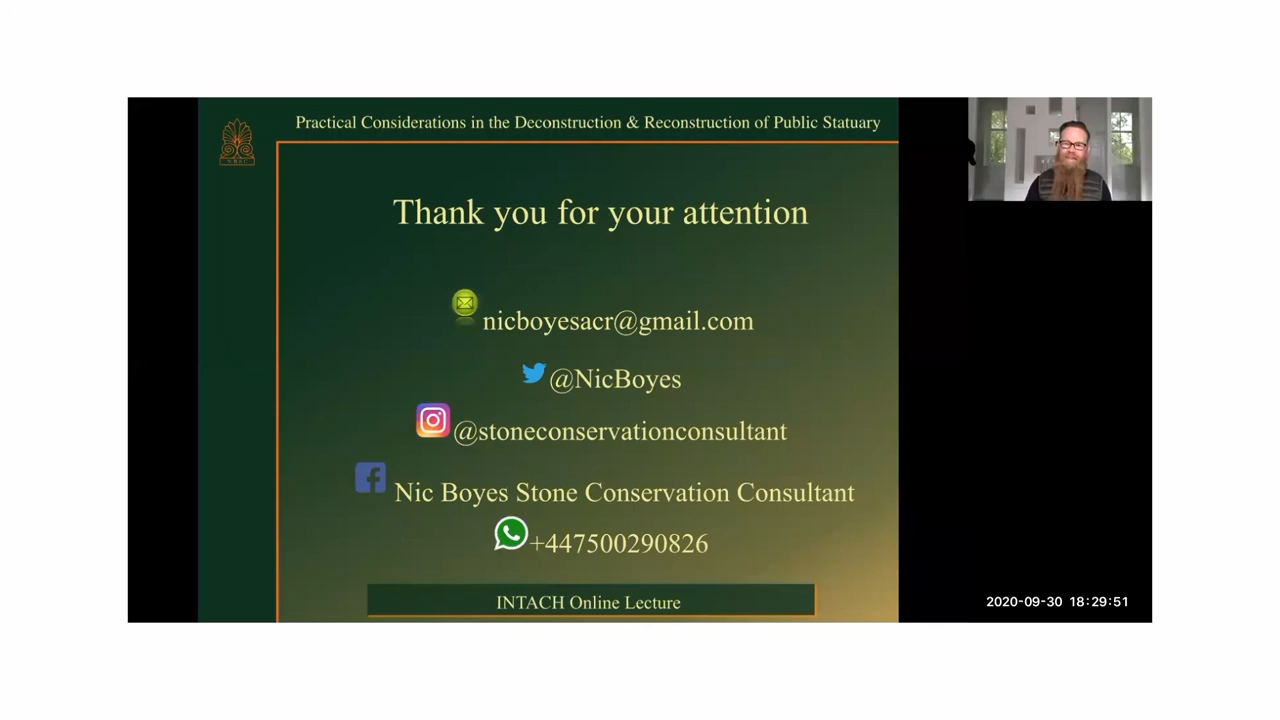 Practical Considerations in the Deconstruction & Reconstruction of Public Statuary
Thank you for your attention
nicboyesacr@gmail.com
@NicBoyes
@stoneconservationconsultant
Nic Boyes Stone Conservation Consultant
+447500290826
INTACH Online Lecture
2020-09-30 18:29:51